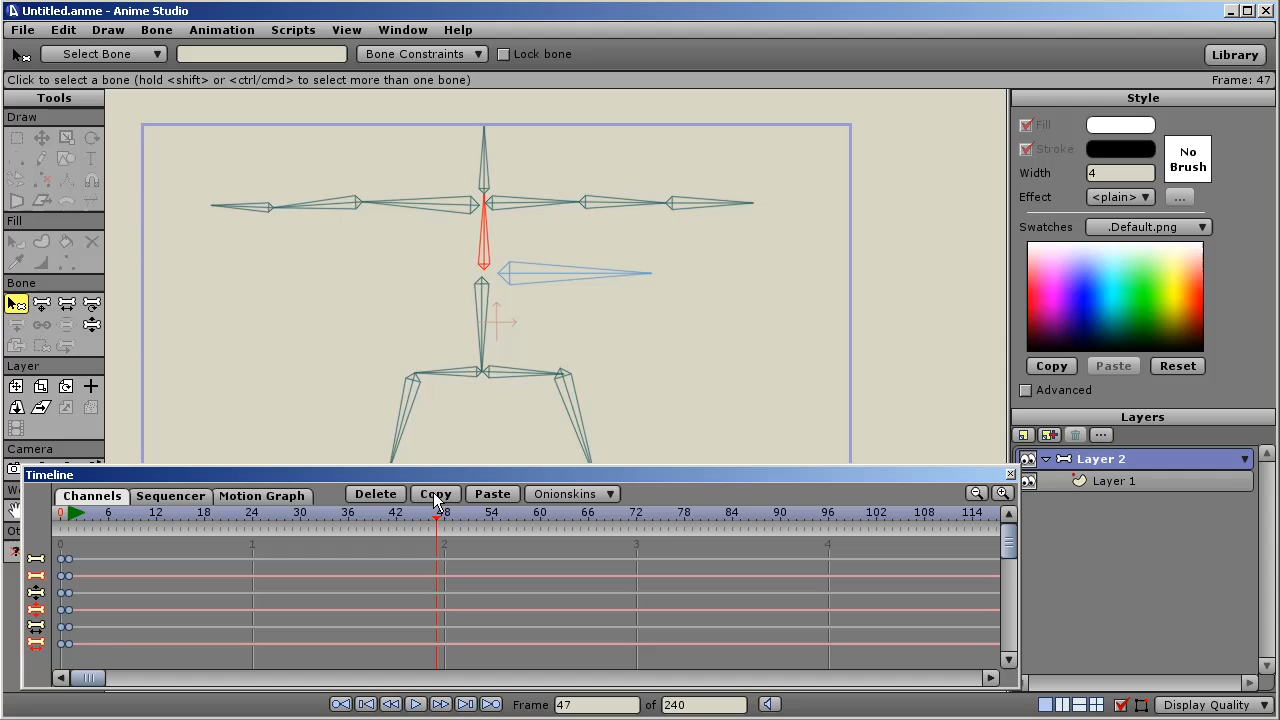 Untitled.anme - Anime Studio
File Edit Draw Bone Animation Scripts View Window Help
Select Bone Bone Constraints Lock bone Library
Click to select a bone (hold <shift> or <ctrl/cmd> to select more than one bone) Frame: 47
Tools Style
Draw
Fill
Stroke
No Brush
Width 4
Effect <plain> ...
Fill
Swatches .Default.png
Bone
Layer
Copy Paste Reset
Advanced
Layers
Camera
Layer 2
Timeline
Layer 1
Channels Sequencer Motion Graph Delete Copy Paste Onionskins
0 6 12 18 24 30 36 42 48 54 60 66 72 78 84 90 96 102 108 114
0 1 2 3 4
Frame 47 of 240 Display Quality